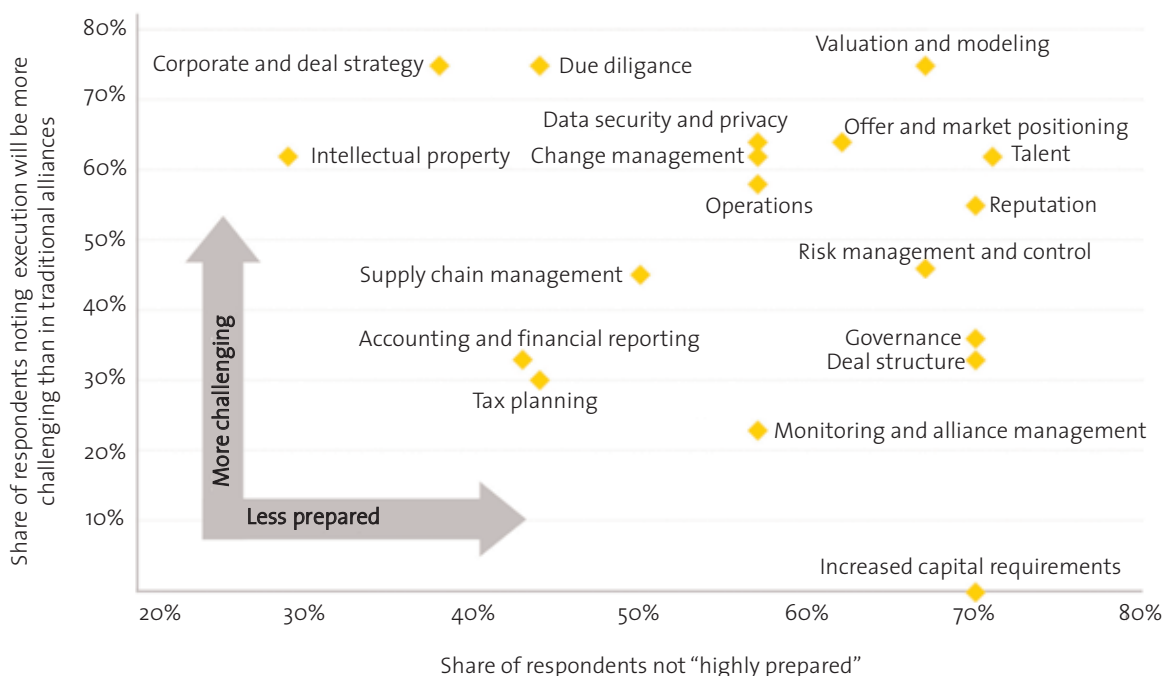 Share of respondents noting execution will be more
challenging than in traditional alliances
80%
70%
60%
50%
40%
30%
20%
10%
Valuation and modeling
Corporate and deal strategy
Due diligance
Data security and privacy
Offer and market positioning
Intellectual property
Change management
Talent
Operations
Reputation
Risk management and control
Supply chain management
Accounting and financial reporting
Governance
Deal structure
Tax planning
Monitoring and alliance management
More challenging
Less prepared
Increased capital requirements
20% 30% 40% 50% 60% 70% 80%
Share of respondents not “highly prepared”